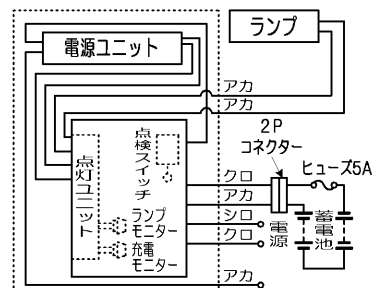 電源ユニット
ランプ
アカ
アカ
2P
コネクター
ヒューズ5A
点検スイッチ
点灯ユニット
クロ
アカ
シロ
クロ
電源
蓄電池
ランプ
モニター
充電
モニター
アカ